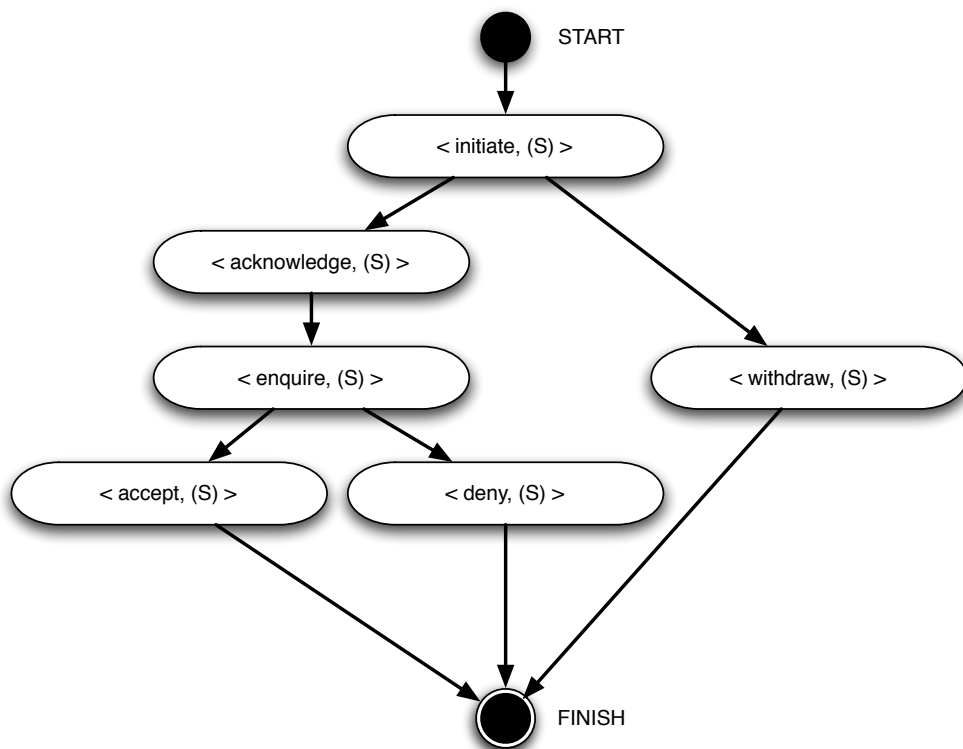 START
< initiate, (S) >
< acknowledge, (S) >
< enquire, (S) >
< withdraw, (S) >
< accept, (S) >
< deny, (S) >
FINISH